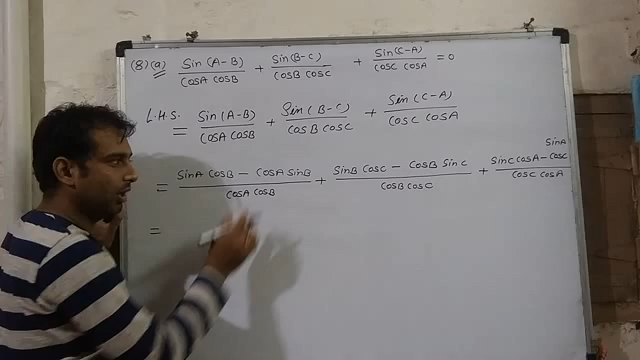 (8) (a) Sin(A-B)/CosA CosB + Sin(B-C)/CosB CosC + Sin(C-A)/CosC CosA = 0
L.H.S. = Sin(A-B)/CosA CosB + Sin(B-C)/CosB CosC + Sin(C-A)/CosC CosA
= SinA CosB - CosA SinB/CosA CosB + SinB CosC - CosB SinC/CosB CosC + SinC CosA - CosC SinA/CosC CosA
=